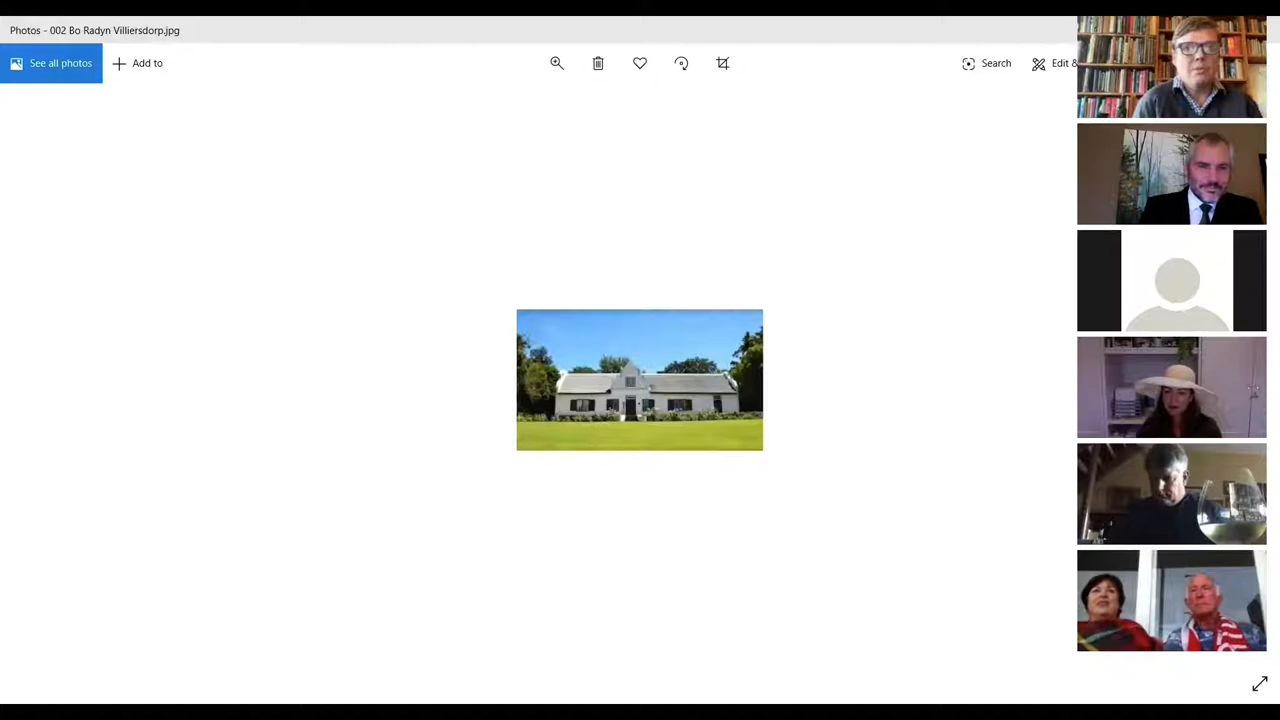 Photos - 002 Bo Radyn Villiersdorp.jpg
See all photos
Add to
Search
Edit &